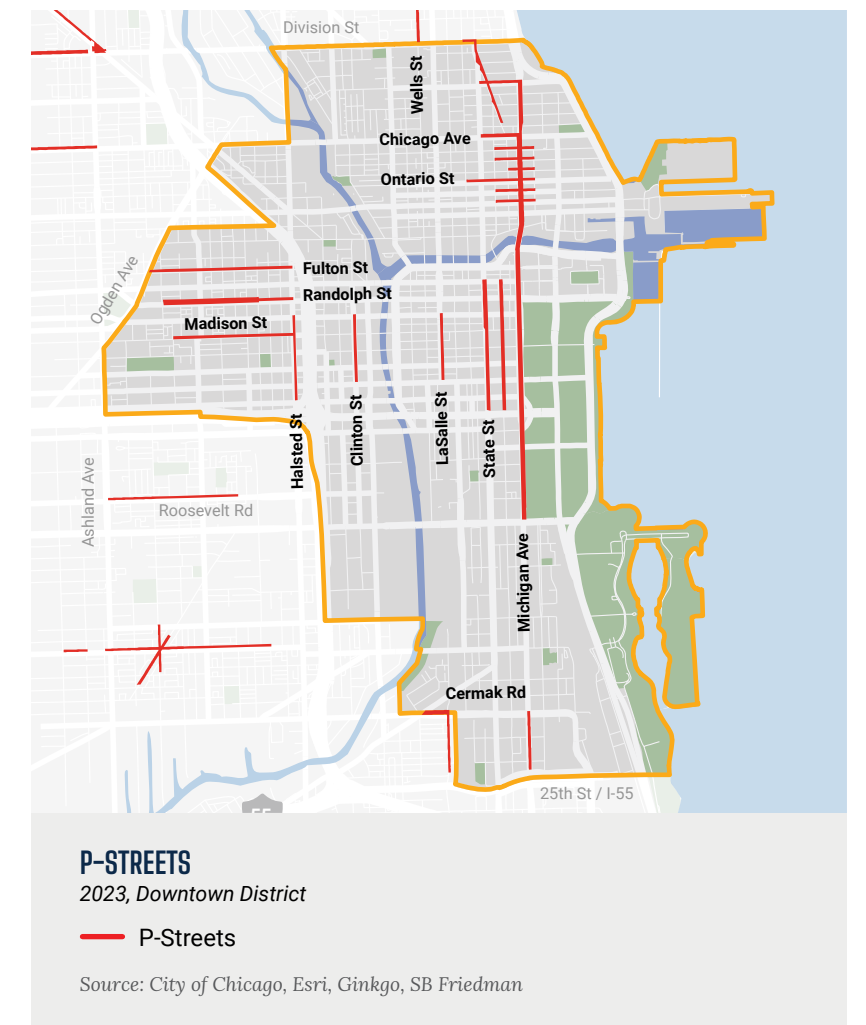 Division St
Wells St
Chicago Ave
Ontario St
Ogden Ave
Fulton St
Randolph St
Madison St
Halsted St
Clinton St
LaSalle St
State St
Ashland Ave
Roosevelt Rd
Michigan Ave
Cermak Rd
25th St / I-55
55
P-STREETS
2023, Downtown District
P-Streets
Source: City of Chicago, Esri, Ginkgo, SB Friedman